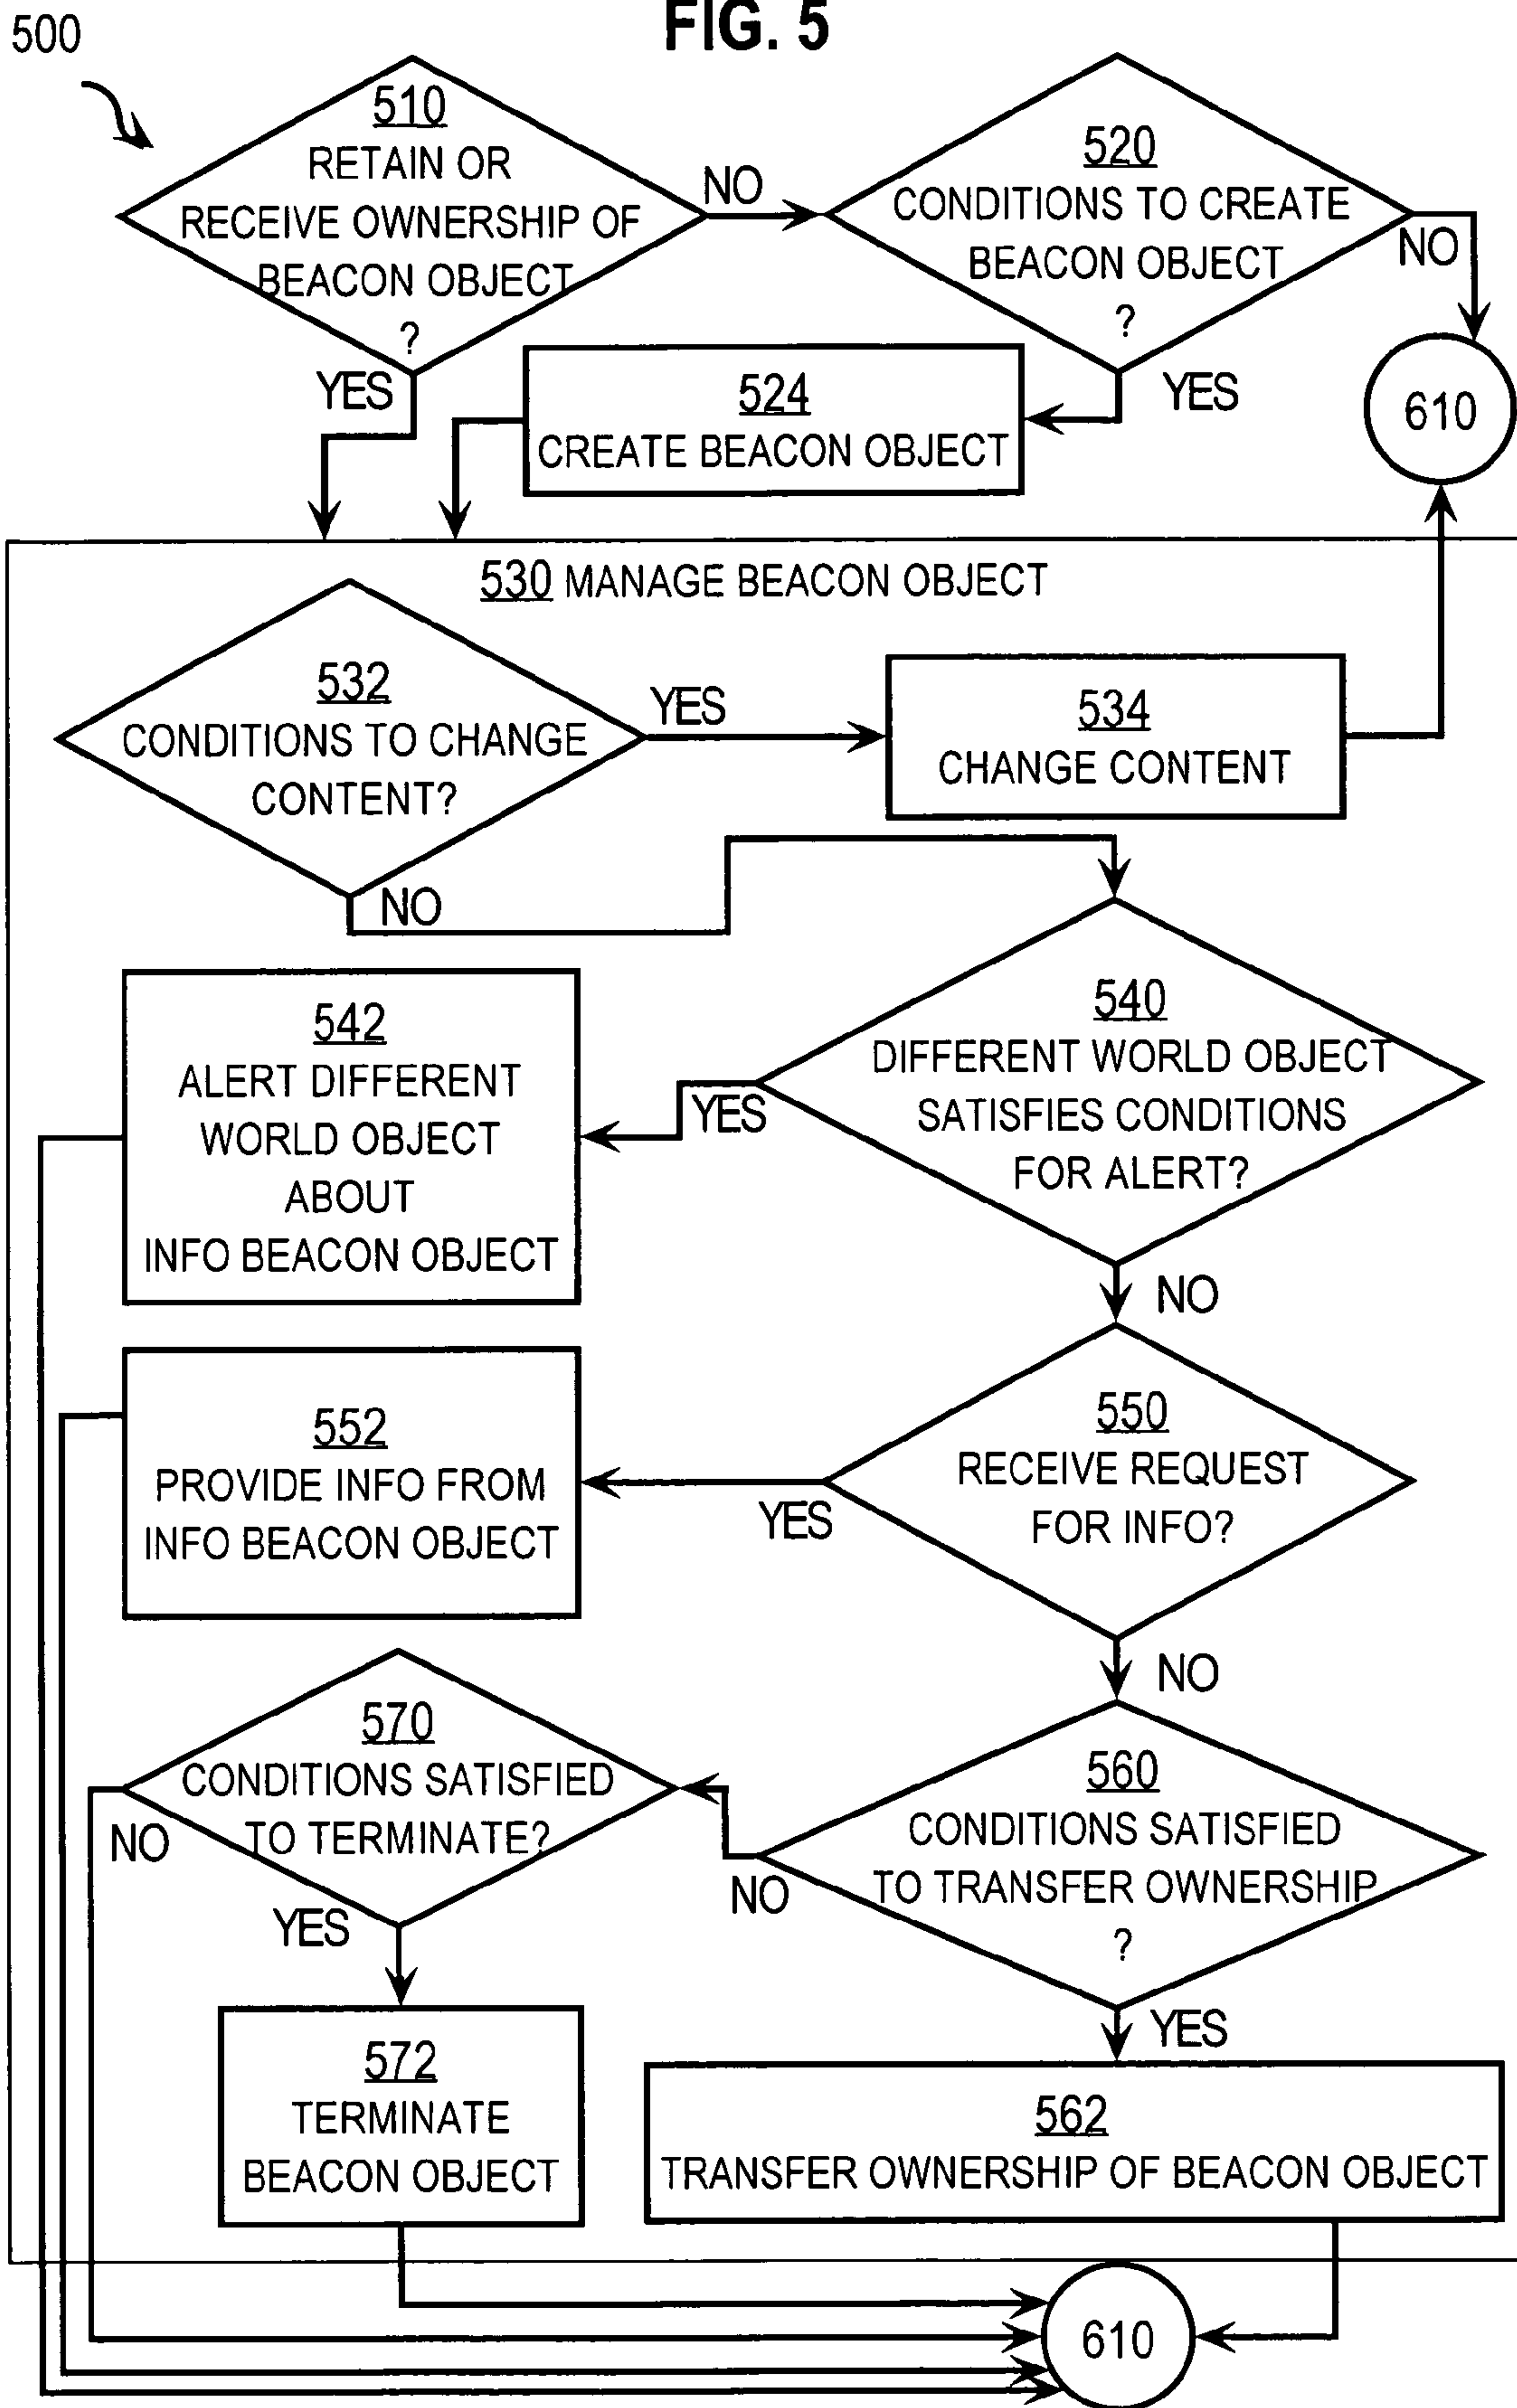 FIG. 5
500
510
RETAIN OR
RECEIVE OWNERSHIP OF
BEACON OBJECT
?
NO
520
CONDITIONS TO CREATE
BEACON OBJECT
?
NO
YES
YES
524
CREATE BEACON OBJECT
610
530 MANAGE BEACON OBJECT
532
CONDITIONS TO CHANGE
CONTENT?
YES
534
CHANGE CONTENT
NO
540
DIFFERENT WORLD OBJECT
SATISFIES CONDITIONS
FOR ALERT?
YES
542
ALERT DIFFERENT
WORLD OBJECT
ABOUT
INFO BEACON OBJECT
NO
550
RECEIVE REQUEST
FOR INFO?
YES
552
PROVIDE INFO FROM
INFO BEACON OBJECT
NO
560
CONDITIONS SATISFIED
TO TRANSFER OWNERSHIP
?
NO
570
CONDITIONS SATISFIED
TO TERMINATE?
NO
YES
YES
572
TERMINATE
BEACON OBJECT
562
TRANSFER OWNERSHIP OF BEACON OBJECT
610